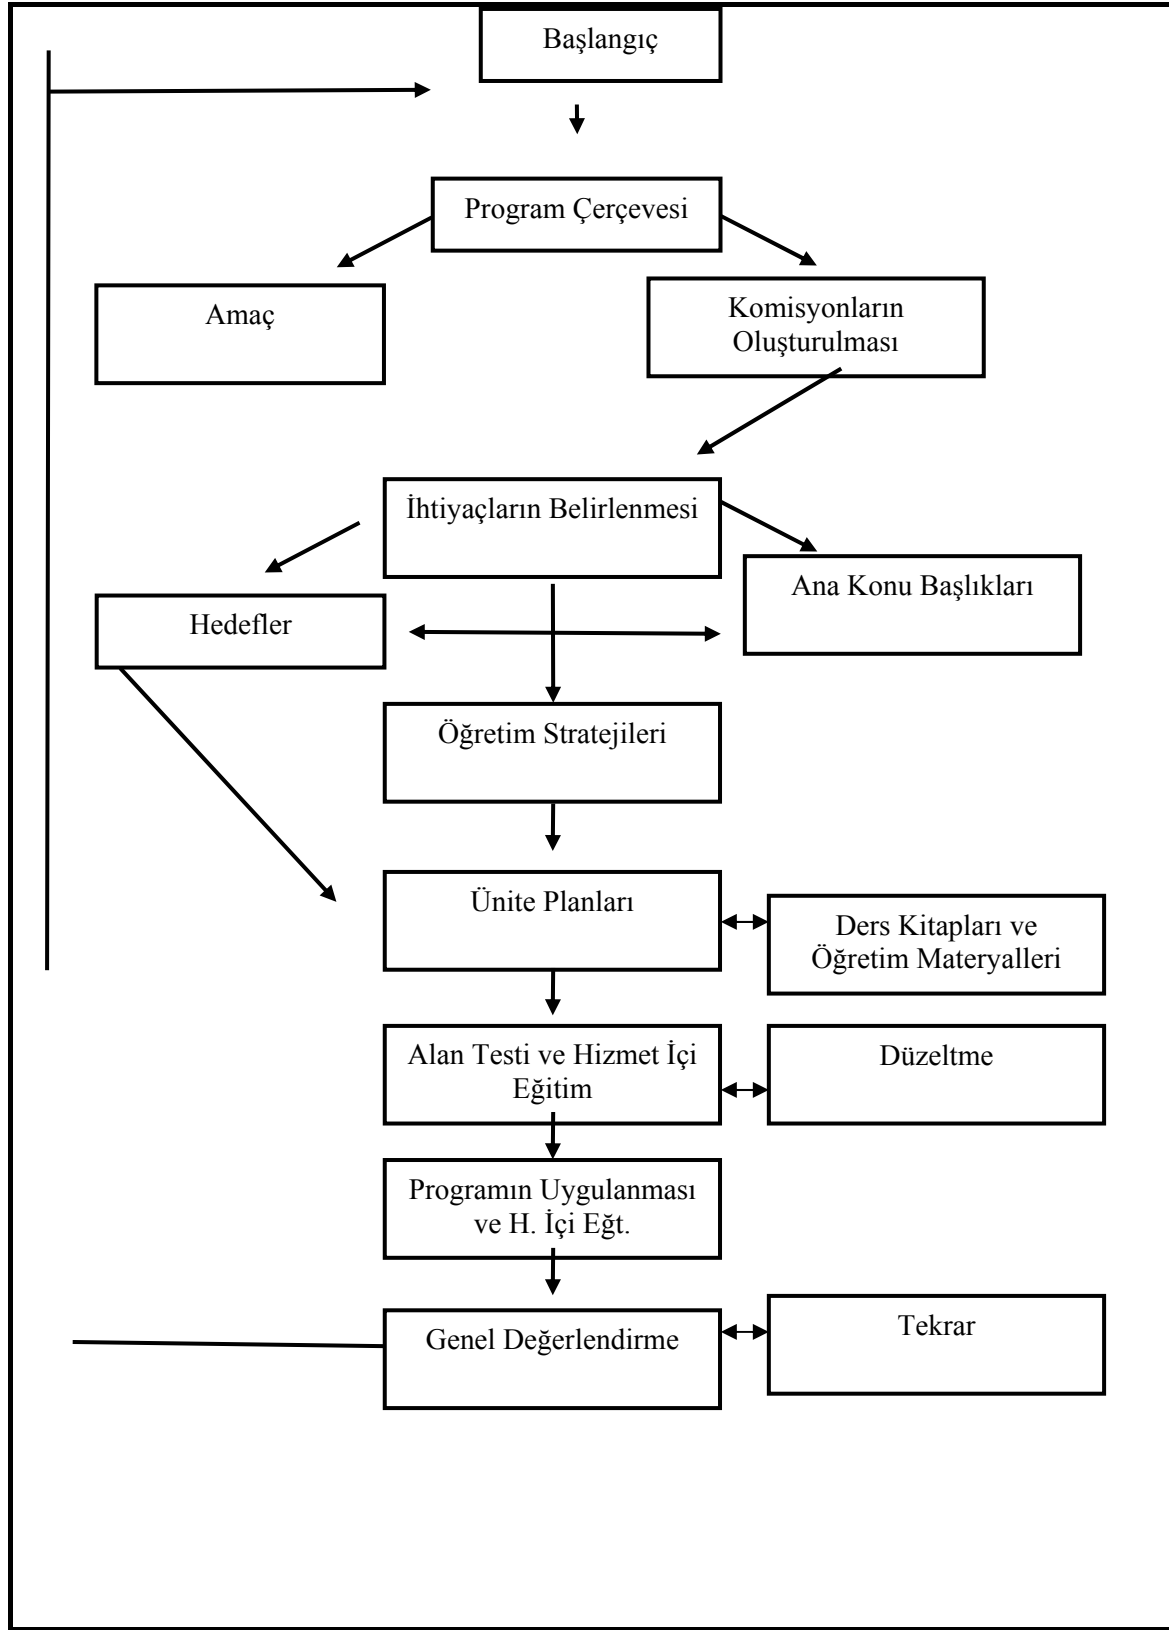 Başlangıç
Program Çerçevesi
Amaç
Komisyonların
Oluşturulması
İhtiyaçların Belirlenmesi
Ana Konu Başlıkları
Hedefler
Öğretim Stratejileri
Ünite Planları
Ders Kitapları ve
Öğretim Materyalleri
Alan Testi ve Hizmet İçi
Eğitim
Düzeltme
Programın Uygulanması
ve H. İçi Eğt.
Genel Değerlendirme
Tekrar